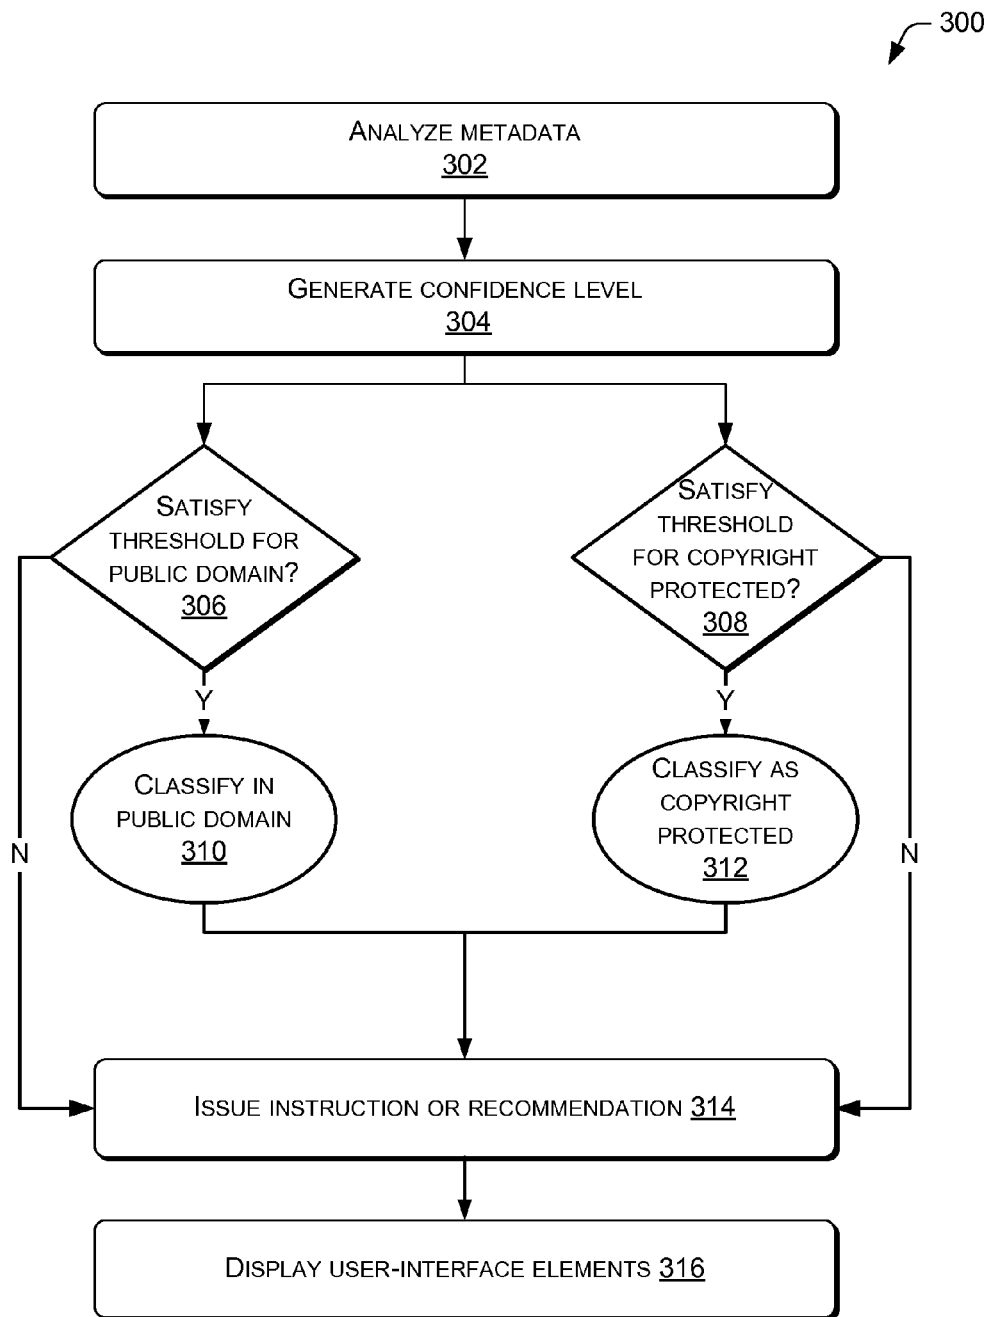 300
ANALYZE METADATA
302
GENERATE CONFIDENCE LEVEL
304
SATISFY
THRESHOLD FOR
PUBLIC DOMAIN?
306
SATISFY
THRESHOLD
FOR COPYRIGHT
PROTECTED?
308
Y
Y
CLASSIFY IN
PUBLIC DOMAIN
310
CLASSIFY AS
COPYRIGHT
PROTECTED
312
N
N
ISSUE INSTRUCTION OR RECOMMENDATION 314
DISPLAY USER-INTERFACE ELEMENTS 316